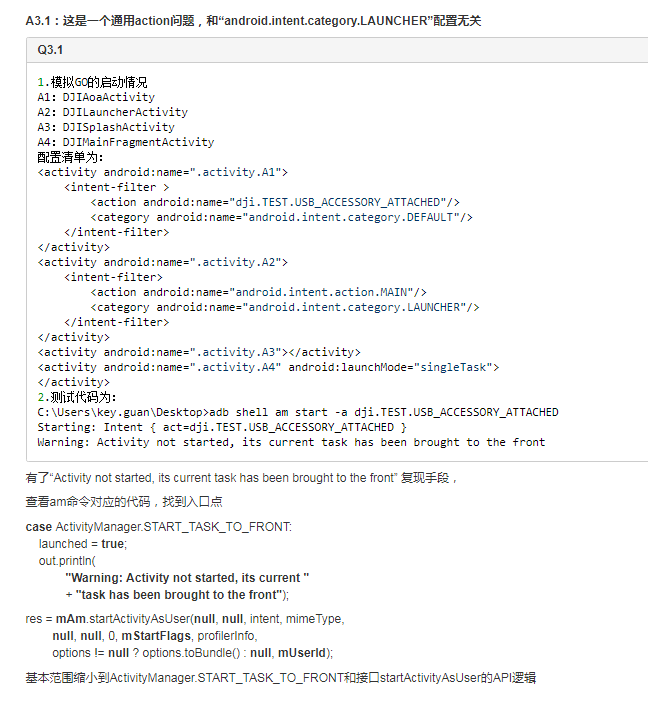 A3.1：这是一个通用action问题，和“android.intent.category.LAUNCHER”配置无关
Q3.1
1.模拟GO的启动情况
A1: DJIAoaActivity
A2: DJILauncherActivity
A3: DJISplashActivity
A4: DJIMainFragmentActivity
配置清单为:
<activity android:name=".activity.A1">
    <intent-filter >
        <action android:name="dji.TEST.USB_ACCESSORY_ATTACHED"/>
        <category android:name="android.intent.category.DEFAULT"/>
    </intent-filter>
</activity>
<activity android:name=".activity.A2">
    <intent-filter>
        <action android:name="android.intent.action.MAIN"/>
        <category android:name="android.intent.category.LAUNCHER"/>
    </intent-filter>
</activity>
<activity android:name=".activity.A3"></activity>
<activity android:name=".activity.A4" android:launchMode="singleTask">
</activity>
2.测试代码为:
C:\Users\key.guan\Desktop>adb shell am start -a dji.TEST.USB_ACCESSORY_ATTACHED
Starting: Intent { act=dji.TEST.USB_ACCESSORY_ATTACHED }
Warning: Activity not started, its current task has been brought to the front
有了“Activity not started, its current task has been brought to the front” 复现手段，
查看am命令对应的代码，找到入口点
case ActivityManager.START_TASK_TO_FRONT:
    launched = true;
    out.println(
            "Warning: Activity not started, its current "
            + "task has been brought to the front");
res = mAm.startActivityAsUser(null, null, intent, mimeType,
        null, null, 0, mStartFlags, profilerInfo,
        options != null ? options.toBundle() : null, mUserId);
基本范围缩小到ActivityManager.START_TASK_TO_FRONT和接口startActivityAsUser的API逻辑